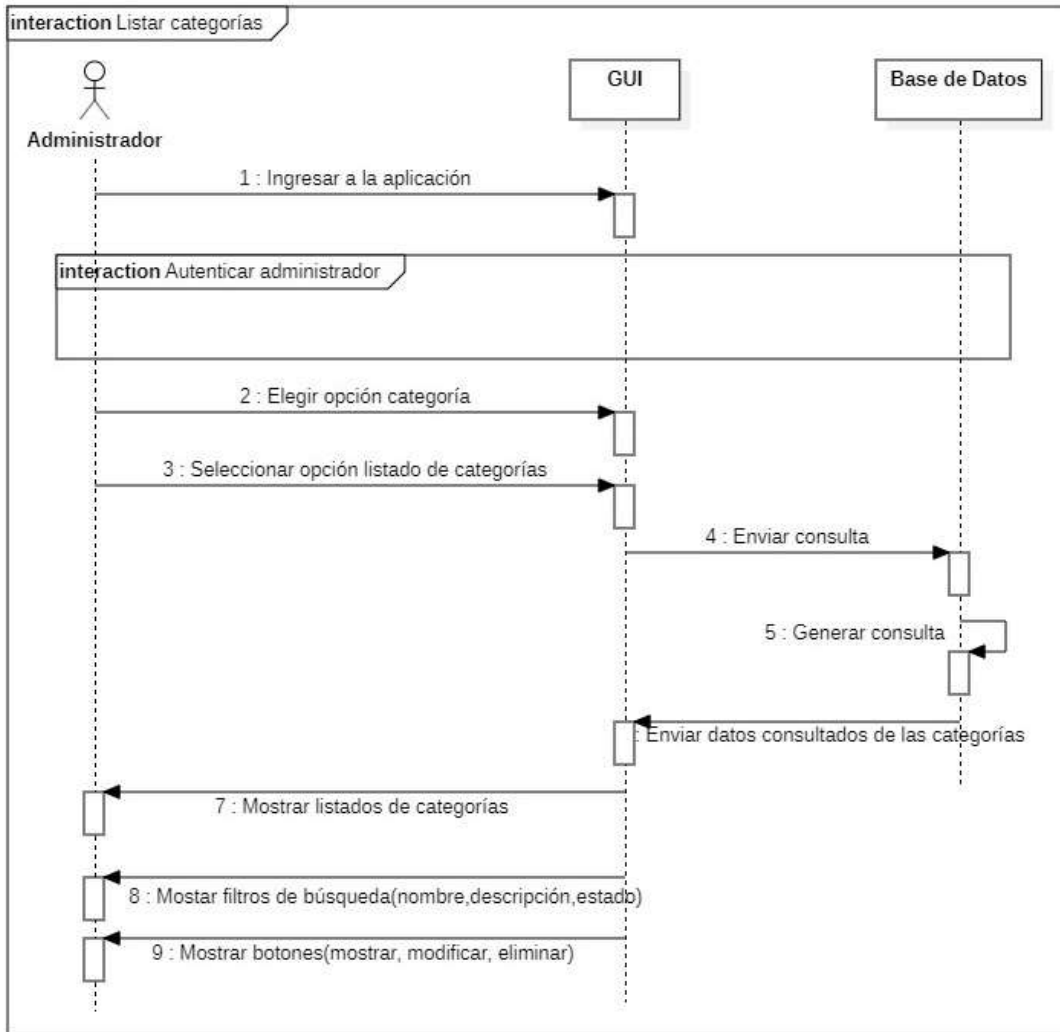 interaction Listar categorías
Administrador
GUI
Base de Datos
1 : Ingresar a la aplicación
interaction Autenticar administrador
2 : Elegir opción categoría
3 : Seleccionar opción listado de categorías
4 : Enviar consulta
5 : Generar consulta
: Enviar datos consultados de las categorías
7 : Mostrar listados de categorías
8 : Mostar filtros de búsqueda(nombre,descripción,estado)
9 : Mostrar botones(mostrar, modificar, eliminar)